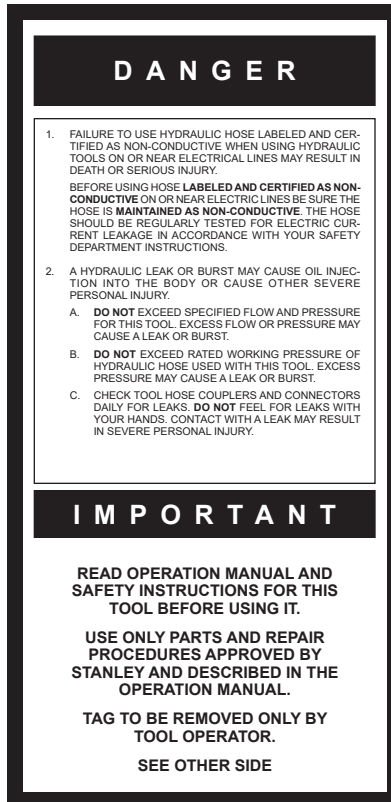 DANGER
1. FAILURE TO USE HYDRAULIC HOSE LABELED AND CER-
TIFIED AS NON-CONDUCTIVE WHEN USING HYDRAULIC
TOOLS ON OR NEAR ELECTRICAL LINES MAY RESULT IN
DEATH OR SERIOUS INJURY.
BEFORE USING HOSE LABELED AND CERTIFIED AS NON-
CONDUCTIVE ON OR NEAR ELECTRIC LINES BE SURE THE
HOSE IS MAINTAINED AS NON-CONDUCTIVE. THE HOSE
SHOULD BE REGULARLY TESTED FOR ELECTRIC CUR-
RENT LEAKAGE IN ACCORDANCE WITH YOUR SAFETY
DEPARTMENT INSTRUCTIONS.
2. A HYDRAULIC LEAK OR BURST MAY CAUSE OIL INJEC-
TION INTO THE BODY OR CAUSE OTHER SEVERE
PERSONAL INJURY.
A. DO NOT EXCEED SPECIFIED FLOW AND PRESSURE
FOR THIS TOOL. EXCESS FLOW OR PRESSURE MAY
CAUSE A LEAK OR BURST.
B. DO NOT EXCEED RATED WORKING PRESSURE OF
HYDRAULIC HOSE USED WITH THIS TOOL. EXCESS
PRESSURE MAY CAUSE A LEAK OR BURST.
C. CHECK TOOL HOSE COUPLERS AND CONNECTORS
DAILY FOR LEAKS. DO NOT FEEL FOR LEAKS WITH
YOUR HANDS. CONTACT WITH A LEAK MAY RESULT
IN SEVERE PERSONAL INJURY.
IMPORTANT
READ OPERATION MANUAL AND
SAFETY INSTRUCTIONS FOR THIS
TOOL BEFORE USING IT.
USE ONLY PARTS AND REPAIR
PROCEDURES APPROVED BY
STANLEY AND DESCRIBED IN THE
OPERATION MANUAL.
TAG TO BE REMOVED ONLY BY
TOOL OPERATOR.
SEE OTHER SIDE